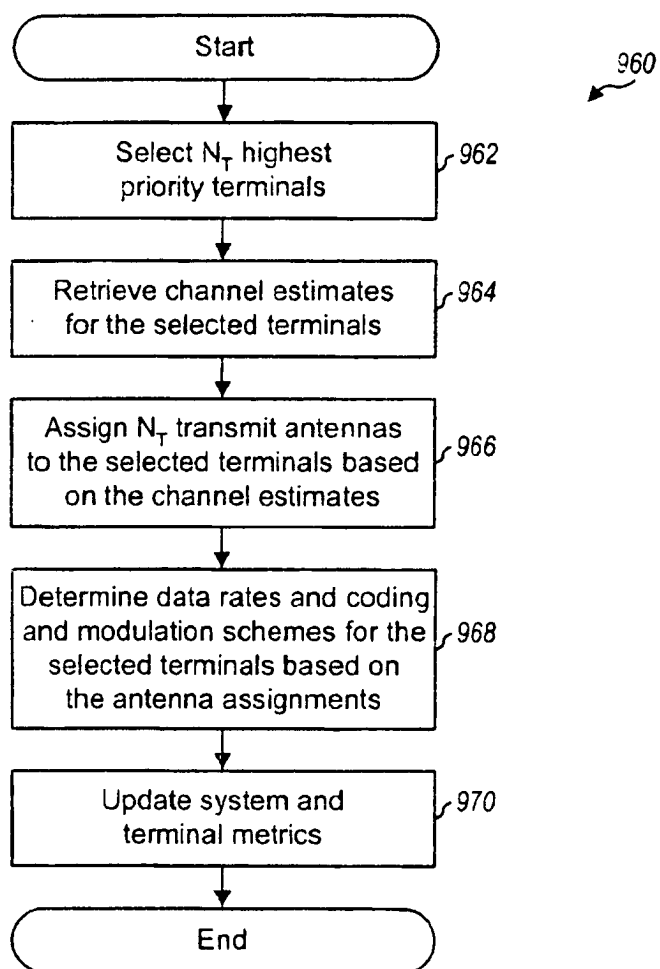 Start
960
Select N_T highest
priority terminals
962
Retrieve channel estimates
for the selected terminals
964
Assign N_T transmit antennas
to the selected terminals based
on the channel estimates
966
Determine data rates and coding
and modulation schemes for the
selected terminals based on
the antenna assignments
968
Update system and
terminal metrics
970
End